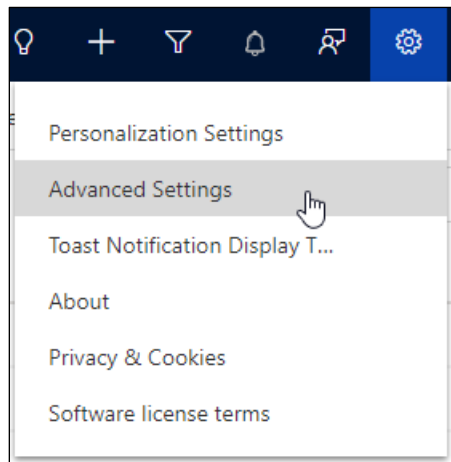 Personalization Settings
Advanced Settings
Toast Notification Display T...
About
Privacy & Cookies
Software license terms